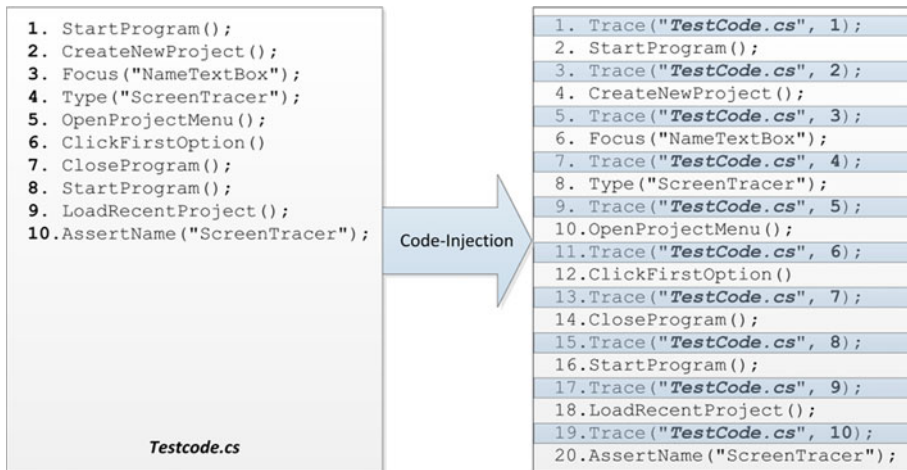 1. StartProgram();
2. CreateNewProject();
3. Focus("NameTextBox");
4. Type("ScreenTracer");
5. OpenProjectMenu();
6. ClickFirstOption()
7. CloseProgram();
8. StartProgram();
9. LoadRecentProject();
10.AssertName("ScreenTracer");
Testcode.cs
Code-Injection
1. Trace("TestCode.cs", 1);
2. StartProgram();
3. Trace("TestCode.cs", 2);
4. CreateNewProject();
5. Trace("TestCode.cs", 3);
6. Focus("NameTextBox");
7. Trace("TestCode.cs", 4);
8. Type("ScreenTracer");
9. Trace("TestCode.cs", 5);
10.OpenProjectMenu();
11.Trace("TestCode.cs", 6);
12.ClickFirstOption()
13.Trace("TestCode.cs", 7);
14.CloseProgram();
15.Trace("TestCode.cs", 8);
16.StartProgram();
17.Trace("TestCode.cs", 9);
18.LoadRecentProject();
19.Trace("TestCode.cs", 10);
20.AssertName("ScreenTracer");